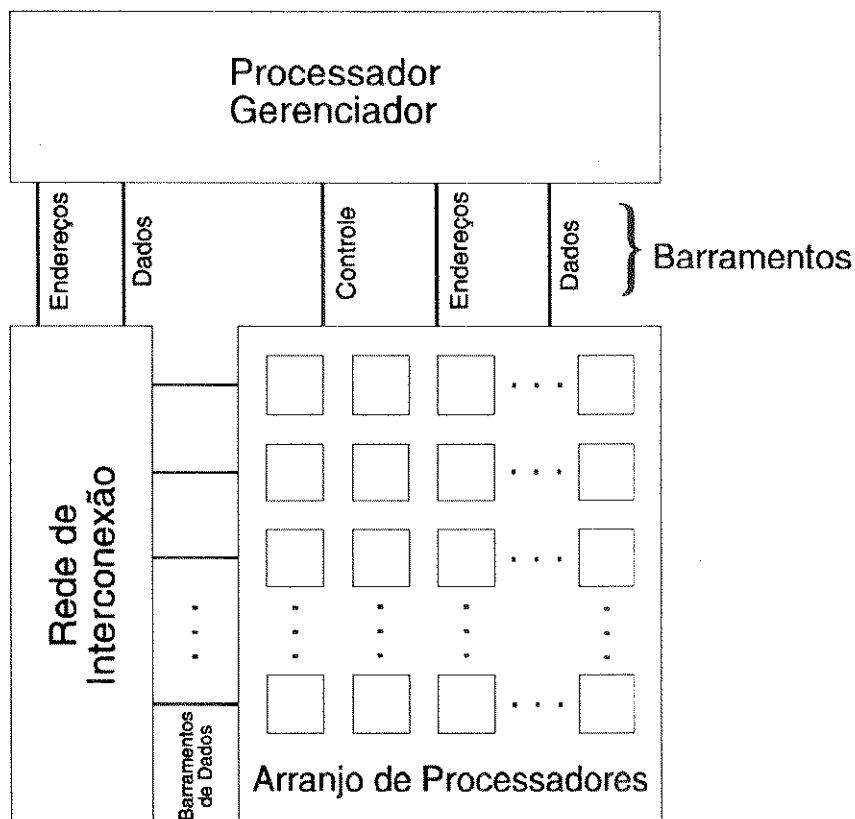 Processador
Gerenciador
Endereços
Dados
Controle
Endereços
Dados
Barramentos
Rede de
Interconexão
Barramentos
de Dados
Arranjo de Processadores